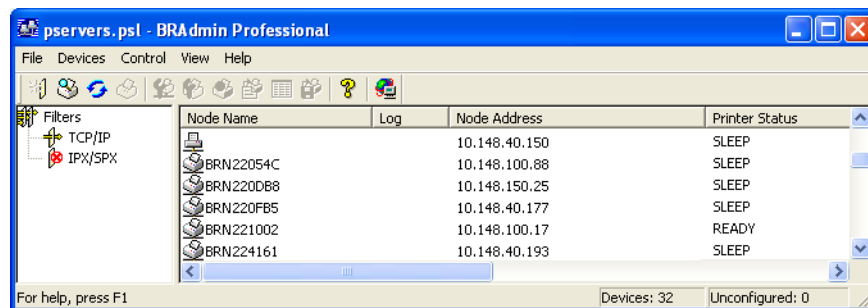 pservers.psl - BRAdmin Professional
File Devices Control View Help
Filters
TCP/IP
IPX/SPX
Node Name Log Node Address Printer Status
10.148.40.150 SLEEP
BRN22054C 10.148.100.88 SLEEP
BRN220DB8 10.148.150.25 SLEEP
BRN220FB5 10.148.40.177 SLEEP
BRN221002 10.148.100.17 READY
BRN224161 10.148.40.193 SLEEP
For help, press F1 Devices: 32 Unconfigured: 0